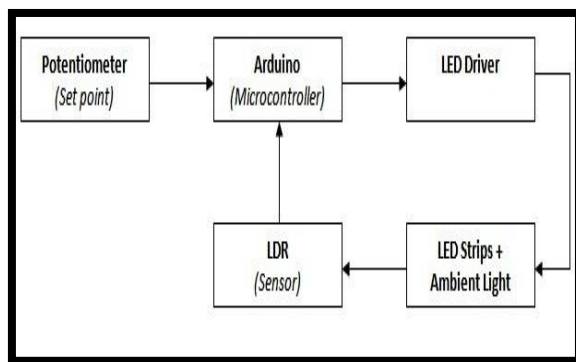 Potentiometer
(Set point)
Arduino
(Microcontroller)
LED Driver
LDR
(Sensor)
LED Strips +
Ambient Light